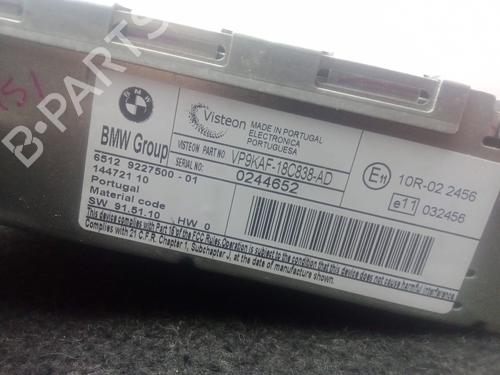 B-PARTS
BMW
BMW Group
6512 9227500 - 01
144721 10
Portugal
Material code
SW 91.51.10 HW 0
Visteon
MADE IN PORTUGAL
ELECTRONICA
PORTUGUESA
VISTEON PART NO VP9KAF-18C838-AD
SERIAL NO: 0244652
E11 10R-02 2456
e11 032456
This device complies with Part 15 of the FCC Rules.Operation is subject to the condition that this device does not cause harmful interference.
Complies with 21 C.F.R. Chapter 1, Subchapter J, at the date of manufacture shown.